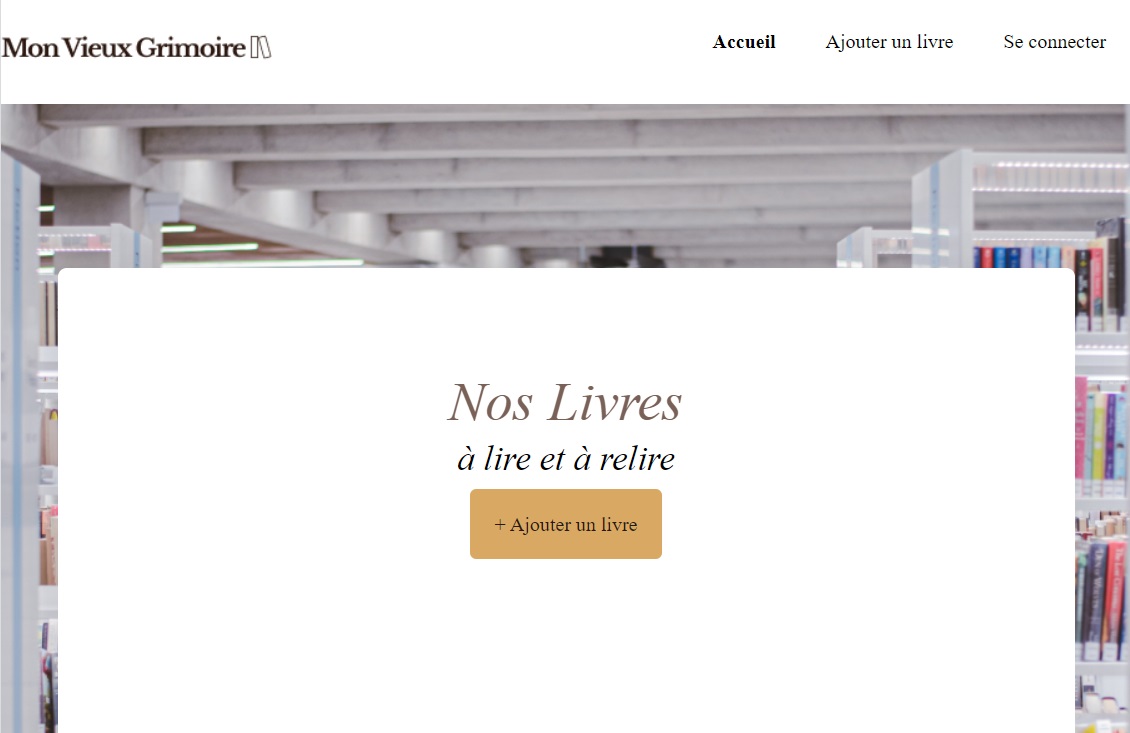 Mon Vieux Grimoire
Accueil
Ajouter un livre
Se connecter
Nos Livres
à lire et à relire
+ Ajouter un livre